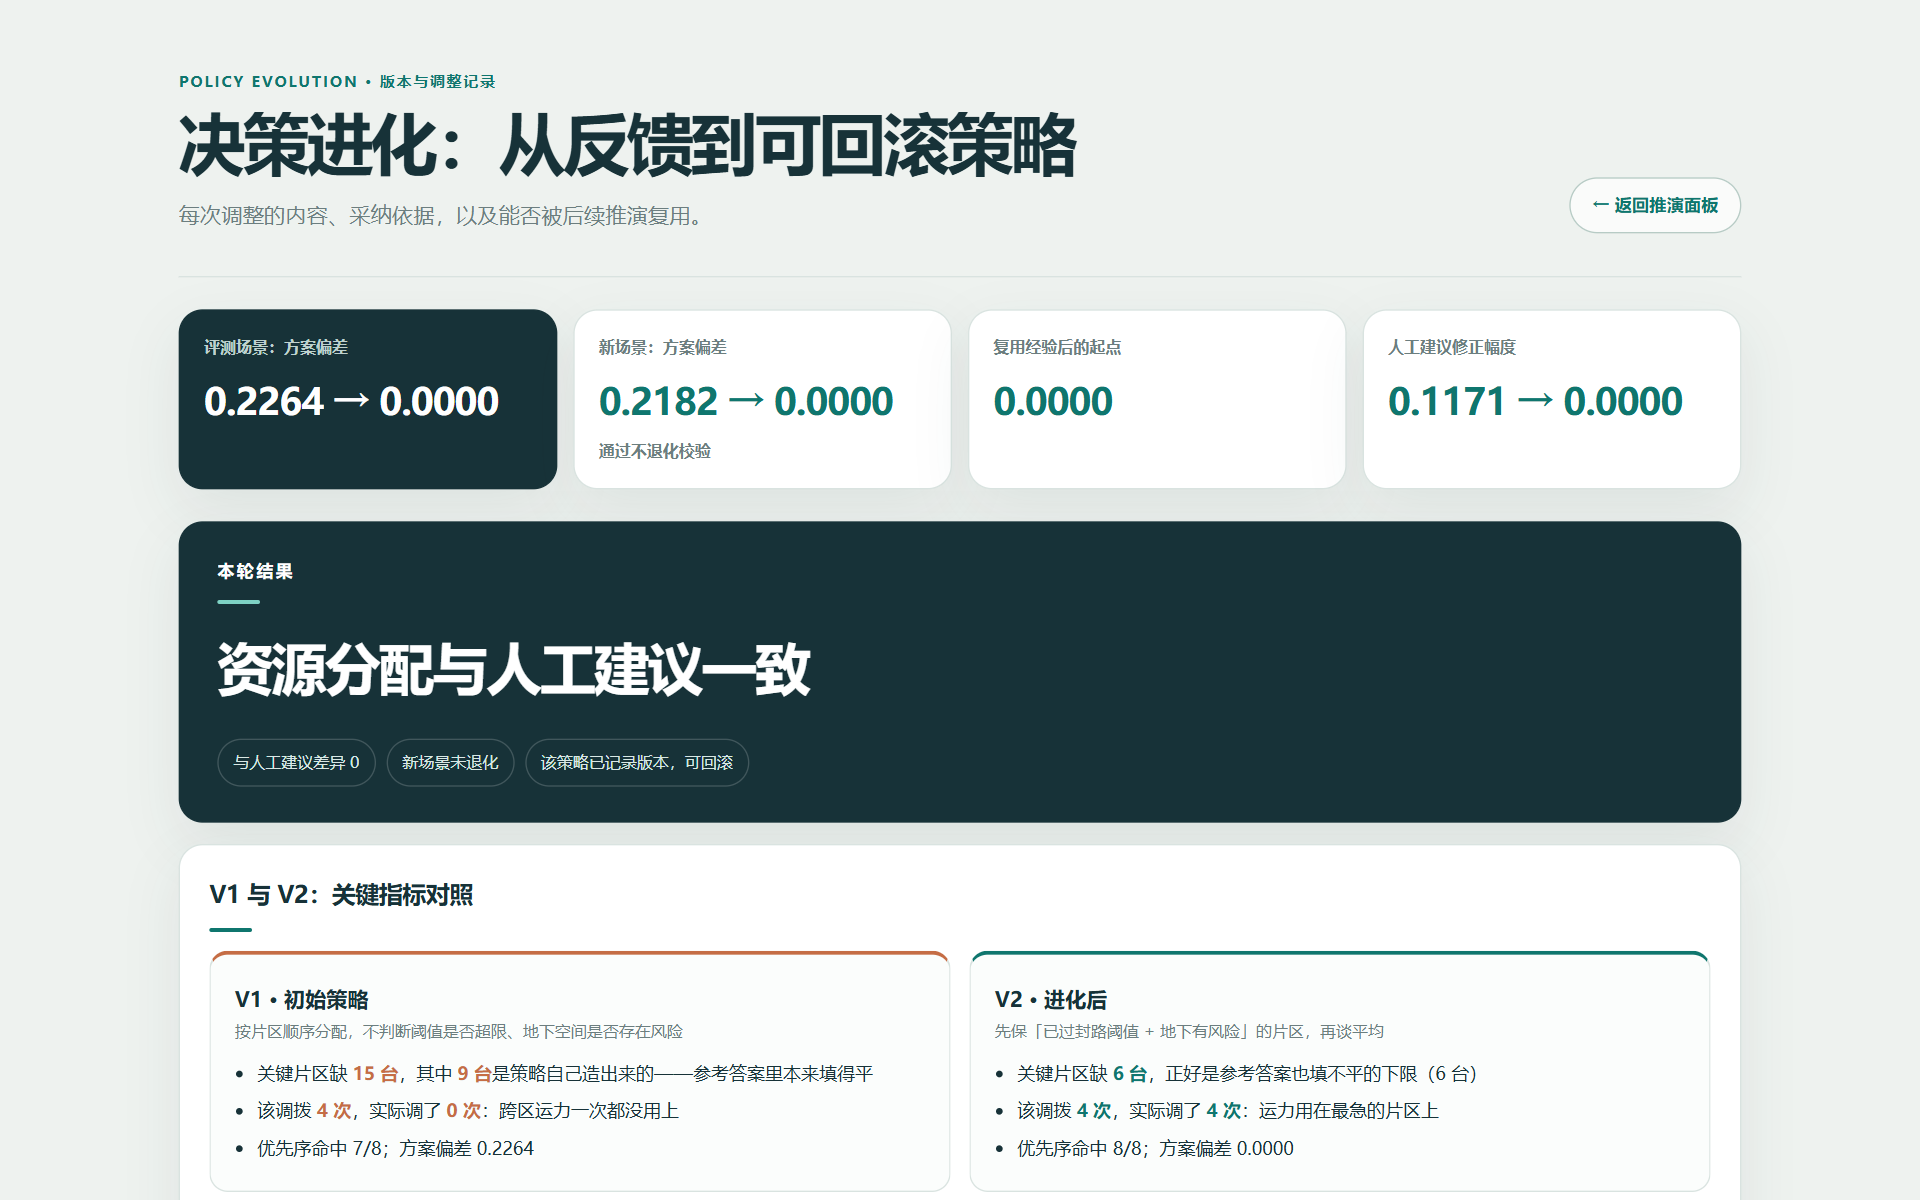 POLICY EVOLUTION • 版本与调整记录
决策进化：从反馈到可回滚策略
每次调整的内容、采纳依据，以及能否被后续推演复用。
← 返回推演面板
评测场景：方案偏差
0.2264 → 0.0000
新场景：方案偏差
0.2182 → 0.0000
通过不退化校验
复用经验后的起点
0.0000
人工建议修正幅度
0.1171 → 0.0000
本轮结果
资源分配与人工建议一致
与人工建议差异 0
新场景未退化
该策略已记录版本，可回滚
V1 与 V2：关键指标对照
V1 • 初始策略
按片区顺序分配，不判断阈值是否超限、地下空间是否存在风险
• 关键片区缺 15 台，其中 9 台是策略自己造出来的——参考答案里本来填得平
• 该调拨 4 次，实际调了 0 次：跨区运力一次都没用上
• 优先序命中 7/8；方案偏差 0.2264
V2 • 进化后
先保「已过封路阈值 + 地下有风险」的片区，再谈平均
• 关键片区缺 6 台，正好是参考答案也填不平的下限（6 台）
• 该调拨 4 次，实际调了 4 次：运力用在最急的片区上
• 优先序命中 8/8；方案偏差 0.0000